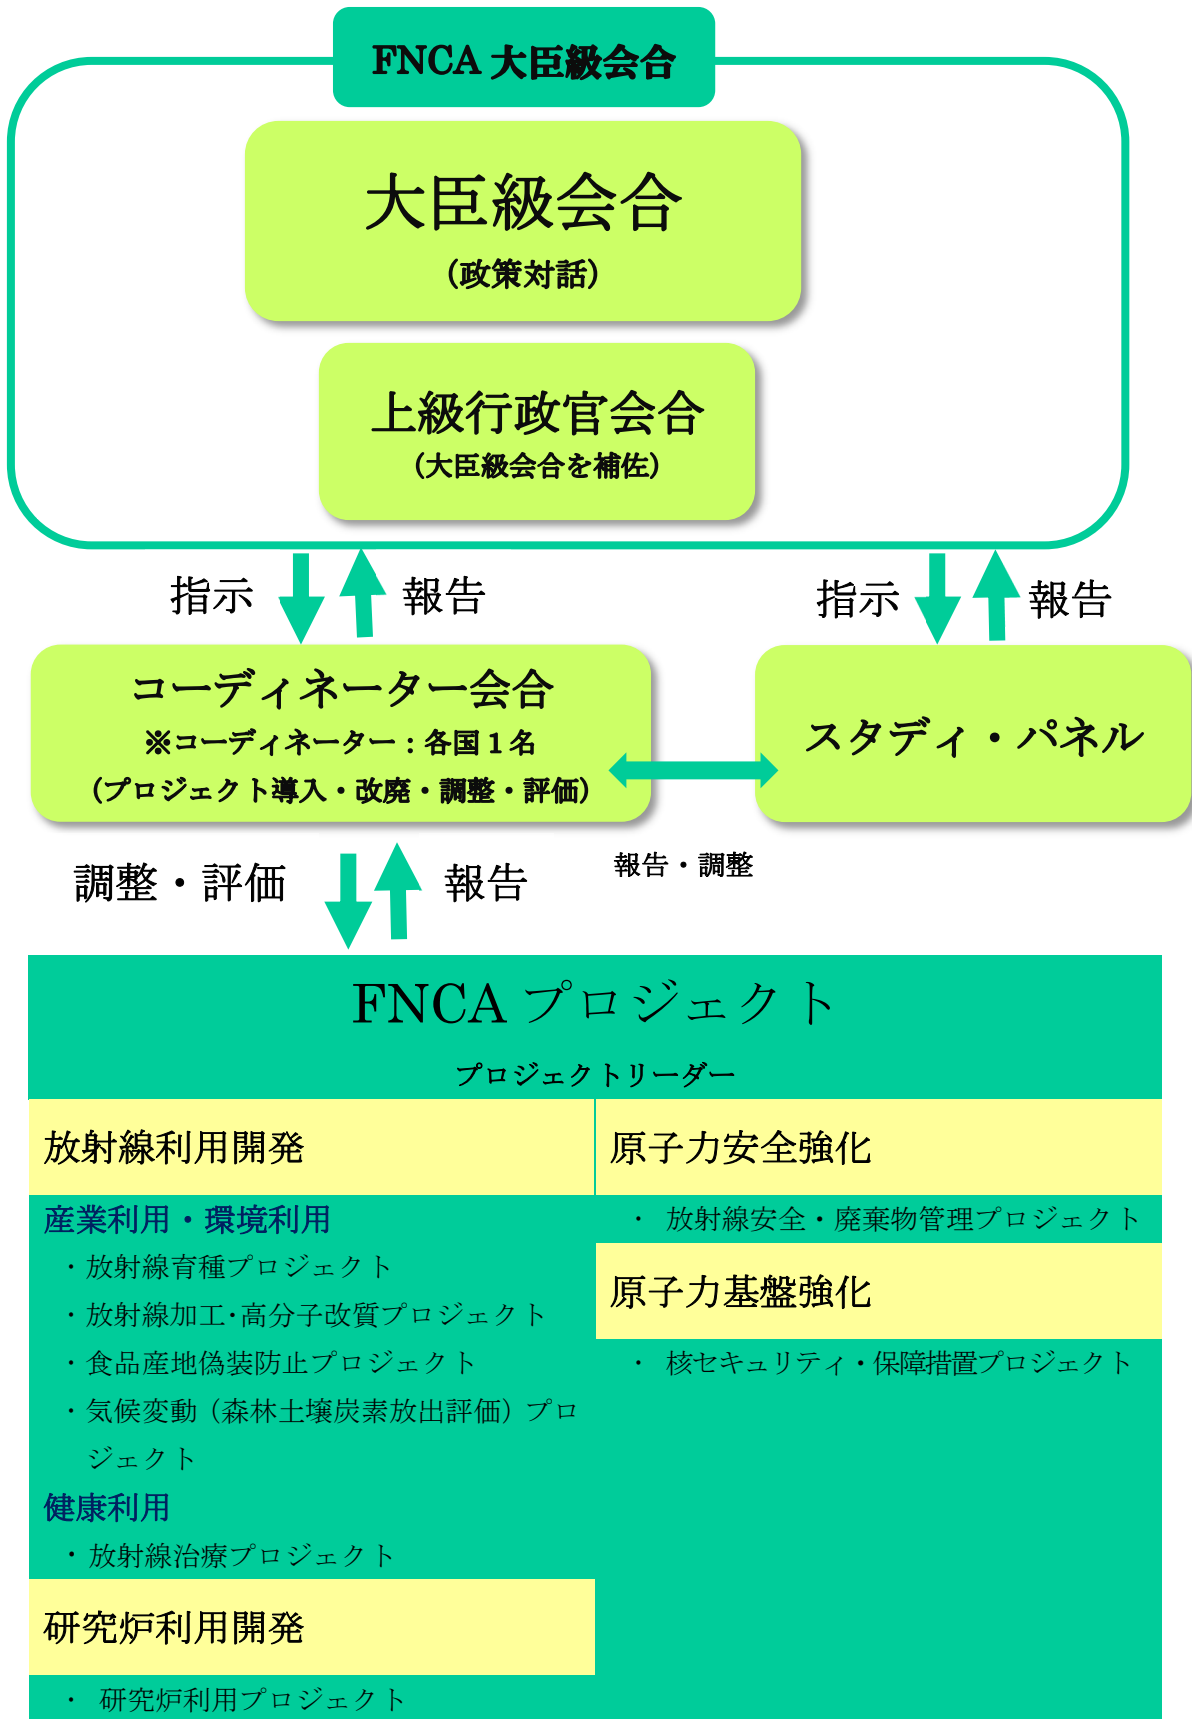 FNCA 大臣級会合
大臣級会合
（政策対話）
上級行政官会合
（大臣級会合を補佐）
指示
報告
指示
報告
コーディネーター会合
※コーディネーター：各国１名
（プロジェクト導入・改廃・調整・評価）
スタディ・パネル
報告・調整
調整・評価
報告
FNCA プロジェクト
プロジェクトリーダー
放射線利用開発
産業利用・環境利用
・放射線育種プロジェクト
・放射線加工･高分子改質プロジェクト
・食品産地偽装防止プロジェクト
・気候変動（森林土壌炭素放出評価）プロ
ジェクト
健康利用
・放射線治療プロジェクト
研究炉利用開発
・ 研究炉利用プロジェクト
原子力安全強化
・ 放射線安全・廃棄物管理プロジェクト
原子力基盤強化
・ 核セキュリティ・保障措置プロジェクト